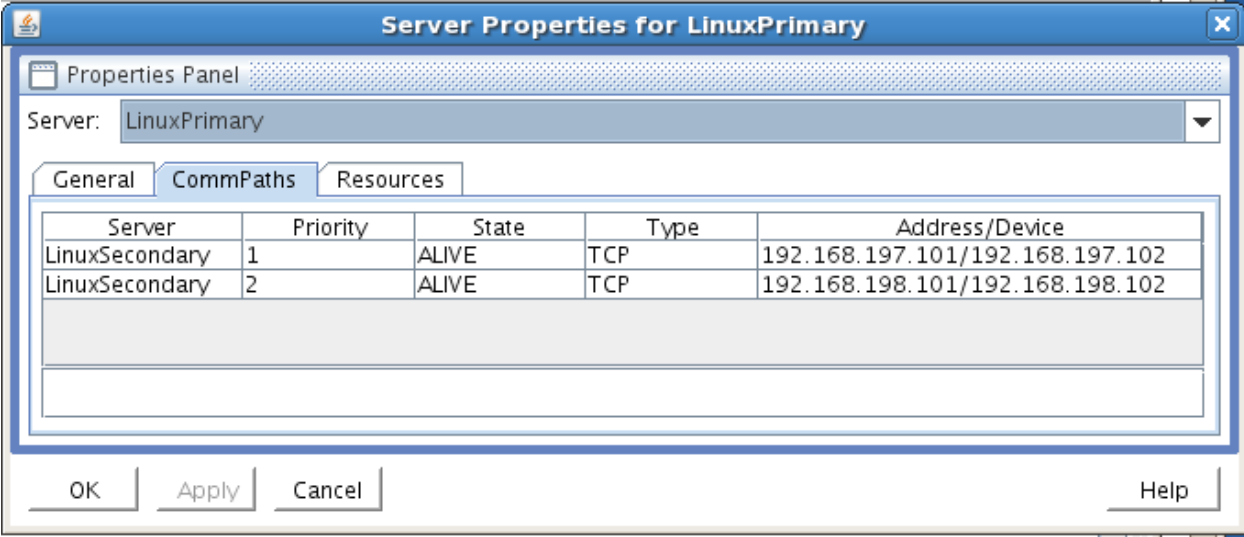 Server Properties for LinuxPrimary
Properties Panel
Server: LinuxPrimary
General CommPaths Resources
Server Priority State Type Address/Device
LinuxSecondary 1 ALIVE TCP 192.168.197.101/192.168.197.102
LinuxSecondary 2 ALIVE TCP 192.168.198.101/192.168.198.102
OK Apply Cancel Help